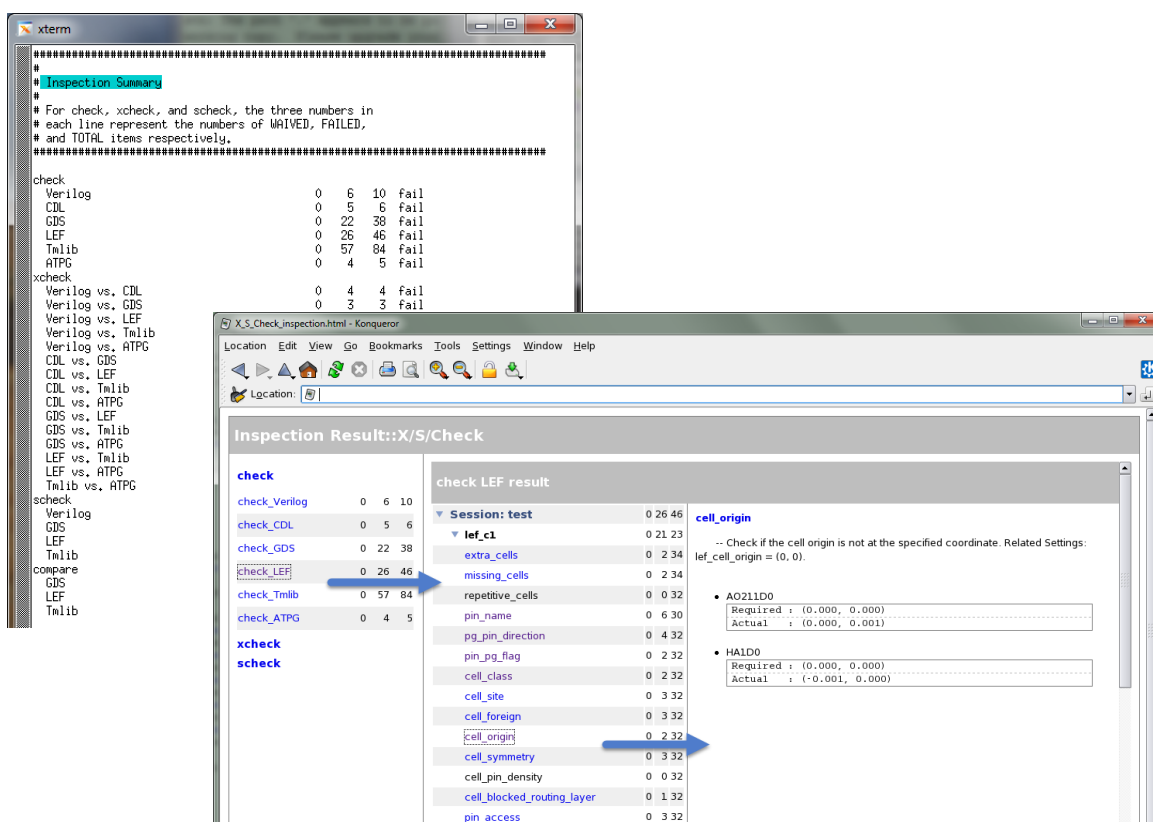 xterm
################################################################################
#
# Inspection Summary
#
# For check, xcheck, and scheck, the three numbers in
# each line represent the numbers of WAIVED, FAILED,
# and TOTAL items respectively.
################################################################################
check
Verilog 0 6 10 fail
CDL 0 5 6 fail
GDS 0 22 38 fail
LEF 0 26 46 fail
Tmlib 0 57 84 fail
ATPG 0 4 5 fail
xcheck
Verilog vs. CDL 0 4 4 fail
Verilog vs. GDS 0 3 3 fail
Verilog vs. LEF
Verilog vs. Tmlib
Verilog vs. ATPG
CDL vs. GDS
CDL vs. LEF
CDL vs. Tmlib
CDL vs. ATPG
GDS vs. LEF
GDS vs. Tmlib
GDS vs. ATPG
LEF vs. Tmlib
LEF vs. ATPG
Tmlib vs. ATPG
scheck
Verilog
GDS
LEF
Tmlib
compare
GDS
LEF
Tmlib
X_S_Check_inspection.html - Konqueror
Location Edit View Go Bookmarks Tools Settings Window Help
Location:
Inspection Result::X/S/Check
check
check_Verilog 0 6 10
check_CDL 0 5 6
check_GDS 0 22 38
check_LEF 0 26 46
check_Tmlib 0 57 84
check_ATPG 0 4 5
xcheck
scheck
check LEF result
Session: test 0 26 46
lef_c1 0 21 23
extra_cells 0 2 34
missing_cells 0 2 34
repetitive_cells 0 0 32
pin_name 0 6 30
pg_pin_direction 0 4 32
pin_pg_flag 0 2 32
cell_class 0 2 32
cell_site 0 3 32
cell_foreign 0 3 32
cell_origin 0 2 32
cell_symmetry 0 3 32
cell_pin_density 0 0 32
cell_blocked_routing_layer 0 1 32
pin_access 0 3 32
cell_origin
-- Check if the cell origin is not at the specified coordinate. Related Settings:
lef_cell_origin = (0, 0).
• AO211D0
Required : (0.000, 0.000)
Actual : (0.000, 0.001)
• HA1D0
Required : (0.000, 0.000)
Actual : (-0.001, 0.000)